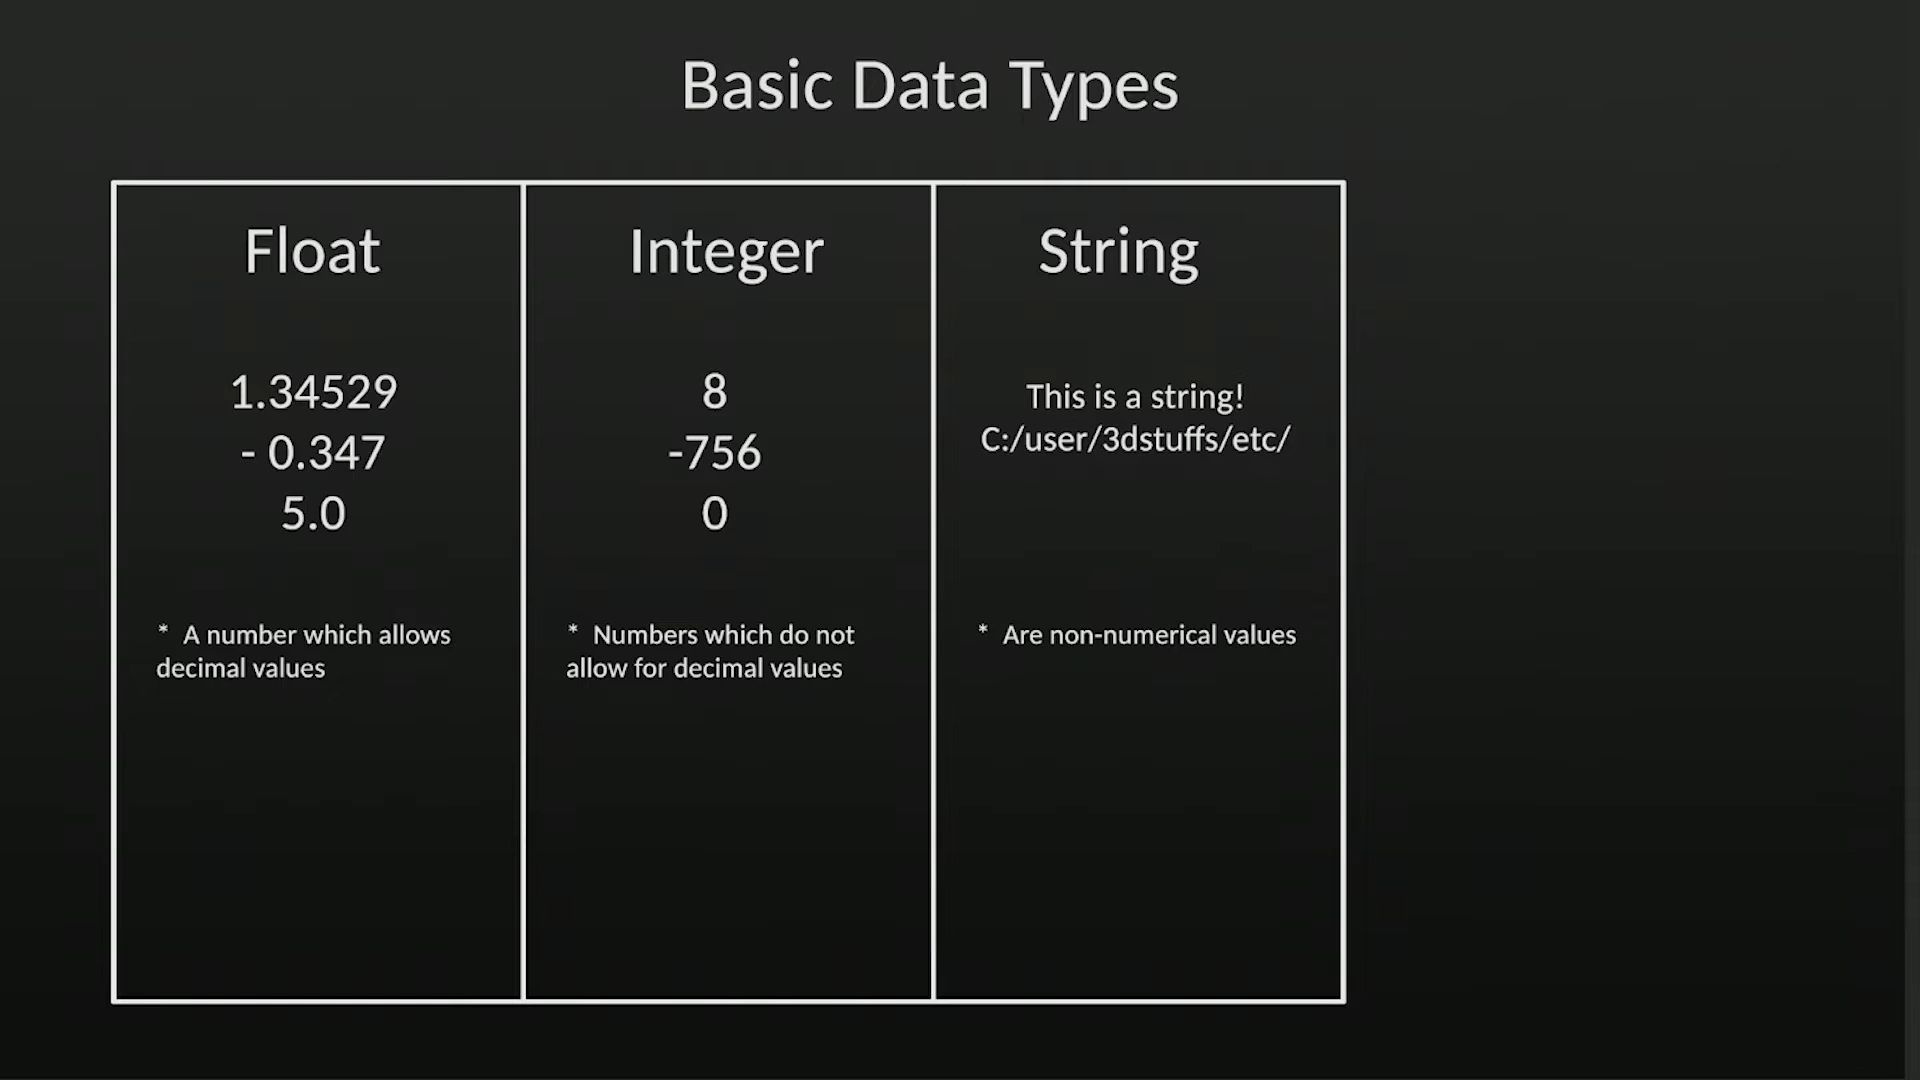 Basic Data Types
Float
1.34529
- 0.347
5.0
* A number which allows
decimal values
Integer
8
-756
0
* Numbers which do not
allow for decimal values
String
This is a string!
C:/user/3dstuffs/etc/
* Are non-numerical values